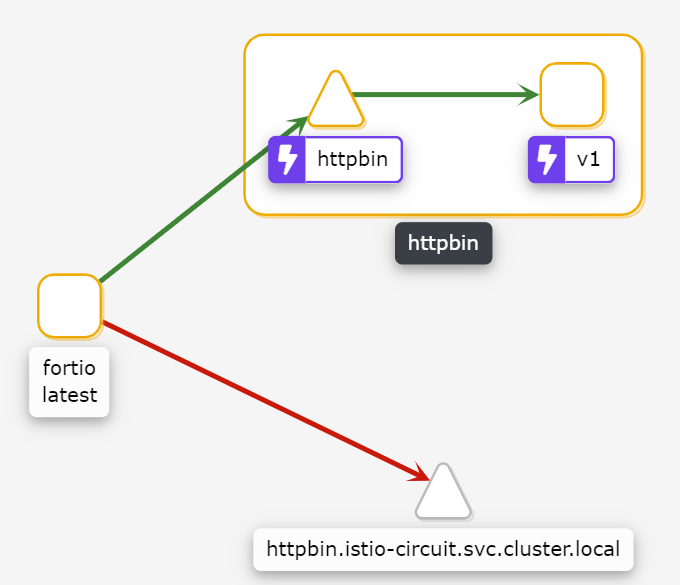 httpbin
v1
httpbin
fortio
latest
httpbin.istio-circuit.svc.cluster.local